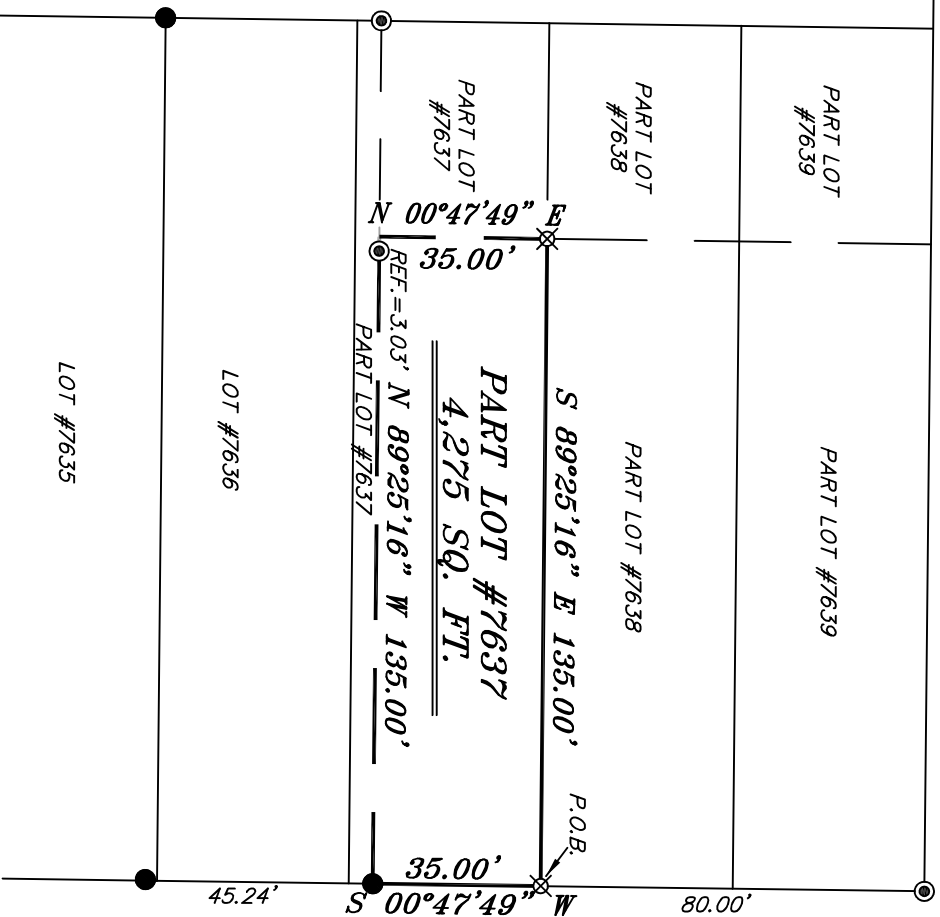 PART LOT
#7637
PART LOT
#7638
PART LOT
#7639
N 00°47'49" E
35.00'
REF.=3.03'
N 89°25'16" W 135.00'
PART LOT #7637
LOT #7635
LOT #7636
PART LOT #7637
4,275 SQ. FT.
S 89°25'16" E 135.00'
PART LOT #7638
PART LOT #7639
P.O.B.
35.00'
S 00°47'49" W
45.24'
80.00'